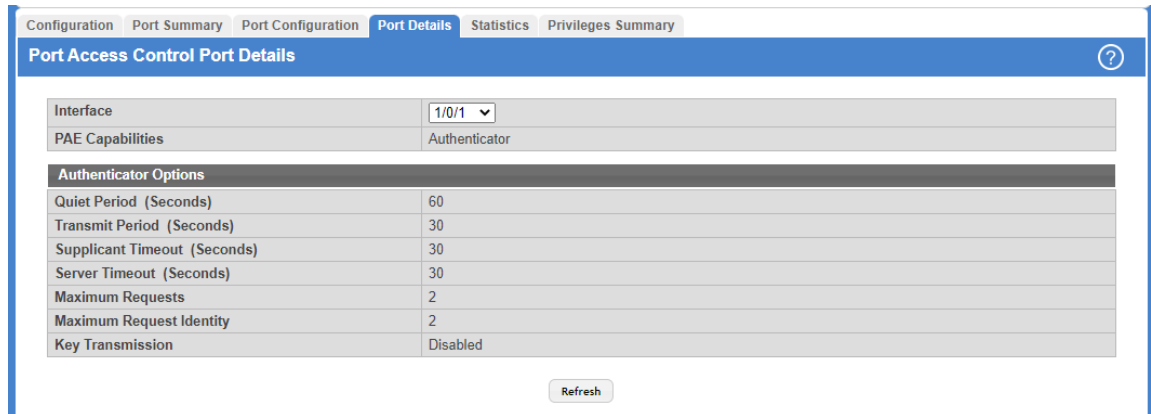 Configuration Port Summary Port Configuration Port Details Statistics Privileges Summary
Port Access Control Port Details ?
Interface 1/0/1
PAE Capabilities Authenticator
Authenticator Options
Quiet Period (Seconds) 60
Transmit Period (Seconds) 30
Supplicant Timeout (Seconds) 30
Server Timeout (Seconds) 30
Maximum Requests 2
Maximum Request Identity 2
Key Transmission Disabled
Refresh